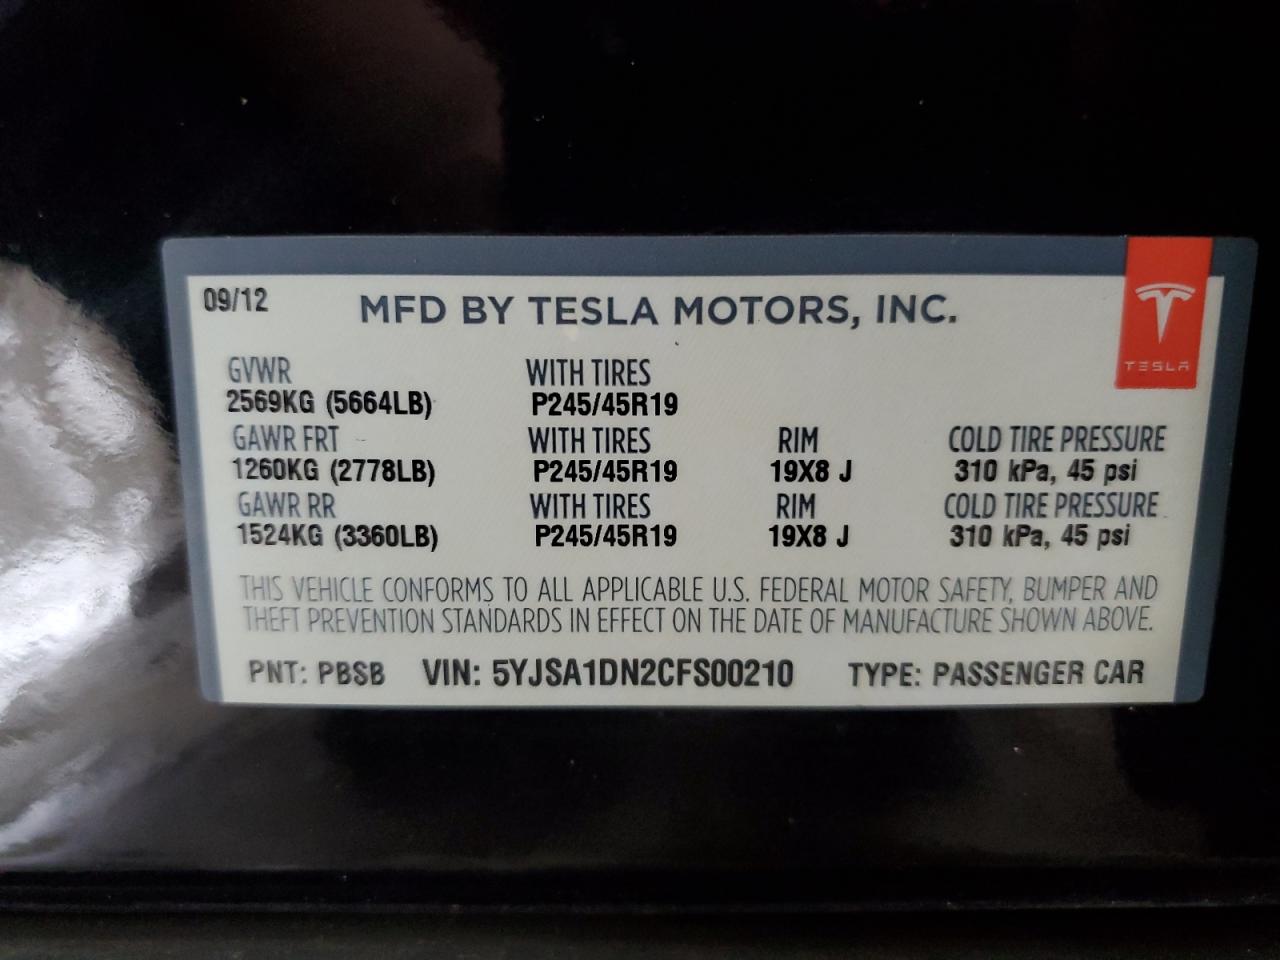 09/12 MFD BY TESLA MOTORS, INC.
TESLA
GVWR WITH TIRES
2569KG (5664LB) P245/45R19
GAWR FRT WITH TIRES RIM COLD TIRE PRESSURE
1260KG (2778LB) P245/45R19 19X8 J 310 kPa, 45 psi
GAWR RR WITH TIRES RIM COLD TIRE PRESSURE
1524KG (3360LB) P245/45R19 19X8 J 310 kPa, 45 psi
THIS VEHICLE CONFORMS TO ALL APPLICABLE U.S. FEDERAL MOTOR SAFETY, BUMPER AND
THEFT PREVENTION STANDARDS IN EFFECT ON THE DATE OF MANUFACTURE SHOWN ABOVE.
PNT: PBSB VIN: 5YJSA1DN2CFS00210 TYPE: PASSENGER CAR